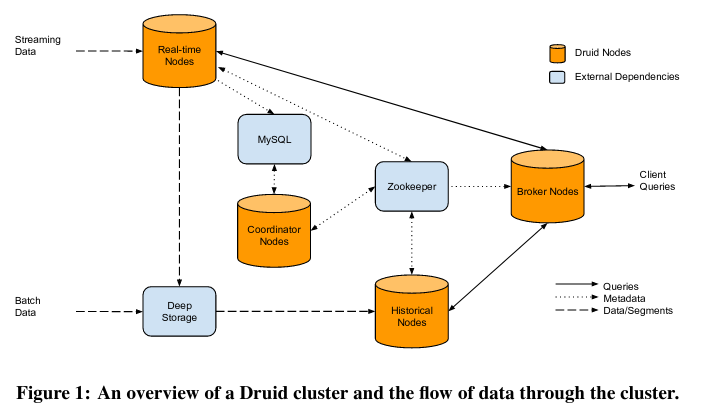 Streaming
Data
Real-time
Nodes
Druid Nodes
External Dependencies
MySQL
Zookeeper
Broker Nodes
Client
Queries
Coordinator
Nodes
Batch
Data
Deep
Storage
Historical
Nodes
Queries
Metadata
Data/Segments
Figure 1: An overview of a Druid cluster and the flow of data through the cluster.